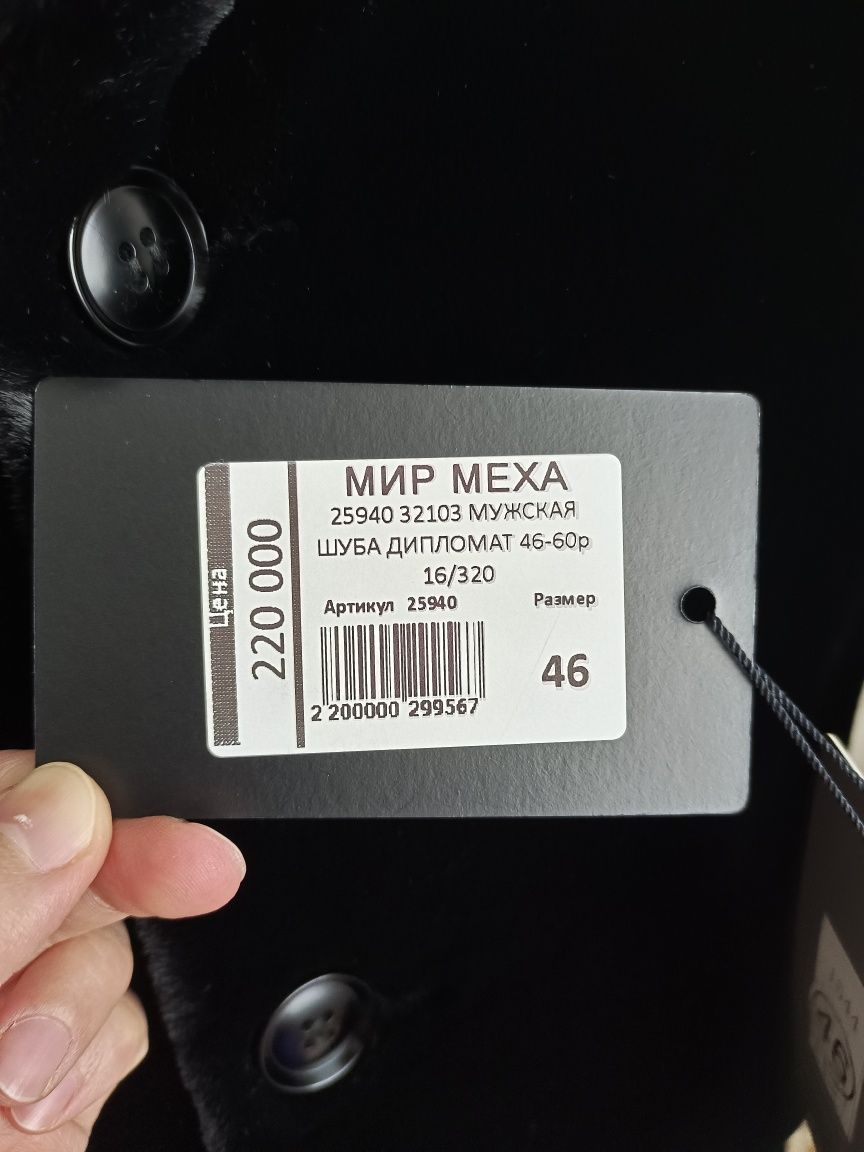 МИР МЕХА
25940 32103 МУЖСКАЯ
ШУБА ДИПЛОМАТ 46-60р
16/320
Артикул 25940
Размер
46
2 200000 299567
Цена
220 000